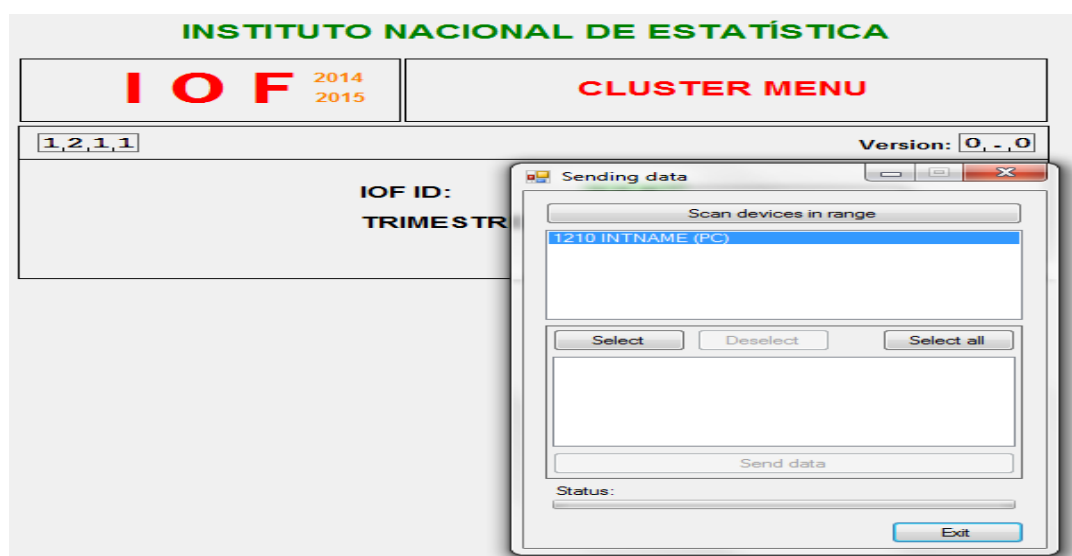 INSTITUTO NACIONAL DE ESTATÍSTICA
I O F 2014
2015
CLUSTER MENU
1,2,1,1
Version: 0,-,0
IOF ID:
TRIMESTR
Sending data
Scan devices in range
1210 INTNAME (PC)
Select Deselect Select all
Send data
Status:
Exit